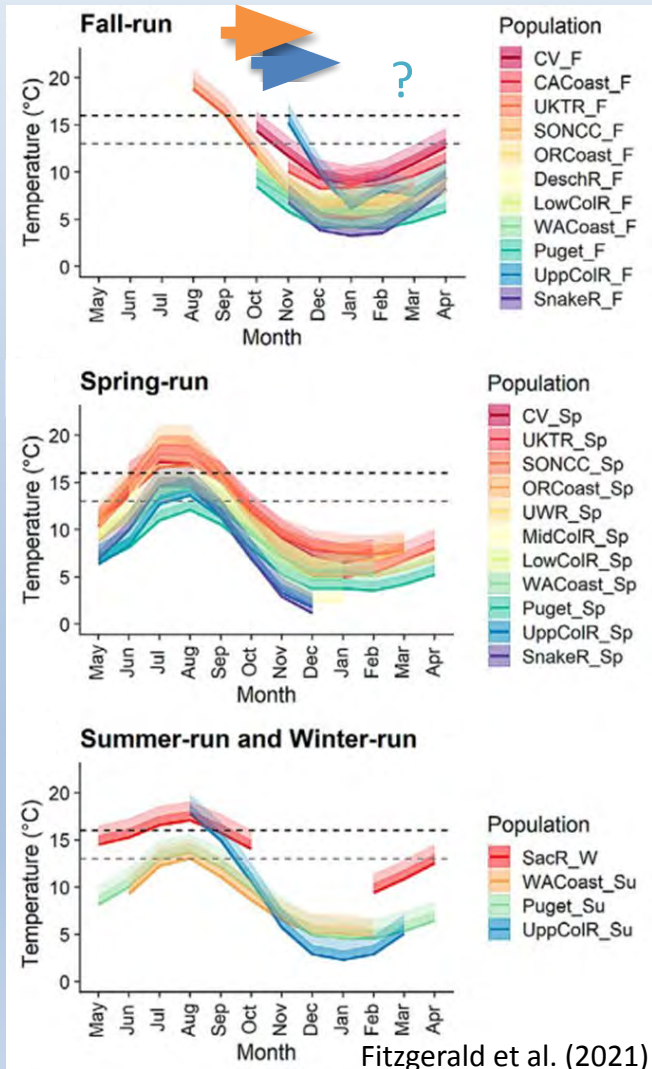 Fall-run
?
Temperature (°C)
20
15
10
5
0
May
Jun
Jul
Aug
Sep
Oct
Nov
Dec
Jan
Feb
Mar
Apr
Month
Population
CV_F
CACoast_F
UKTR_F
SONCC_F
ORCoast_F
DeschR_F
LowColR_F
WACoast_F
Puget_F
UppColR_F
SnakeR_F
Spring-run
Temperature (°C)
20
15
10
5
0
May
Jun
Jul
Aug
Sep
Oct
Nov
Dec
Jan
Feb
Mar
Apr
Month
Population
CV_Sp
UKTR_Sp
SONCC_Sp
ORCoast_Sp
UWR_Sp
MidColR_Sp
LowColR_Sp
WACoast_Sp
Puget_Sp
UppColR_Sp
SnakeR_Sp
Summer-run and Winter-run
Temperature (°C)
20
15
10
5
0
May
Jun
Jul
Aug
Sep
Oct
Nov
Dec
Jan
Feb
Mar
Apr
Month
Population
SacR_W
WACoast_Su
Puget_Su
UppColR_Su
Fitzgerald et al. (2021)